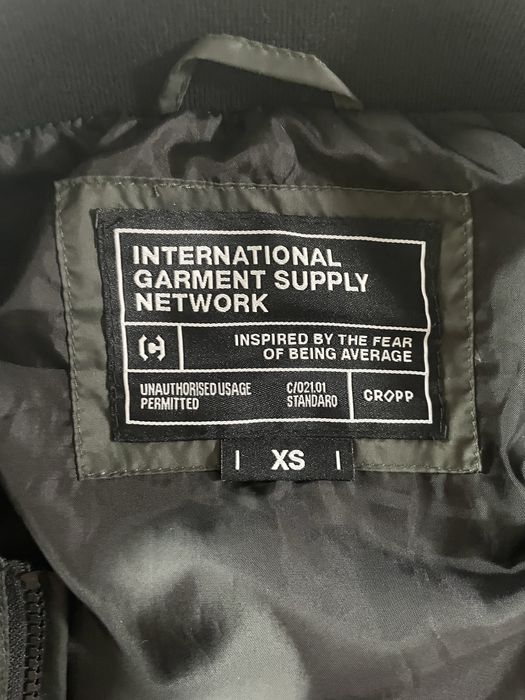 INTERNATIONAL
GARMENT SUPPLY
NETWORK
(C)
INSPIRED BY THE FEAR
OF BEING AVERAGE
UNAUTHORISED USAGE
PERMITTED
C/021.01
STANDARD
CROPP
| XS |